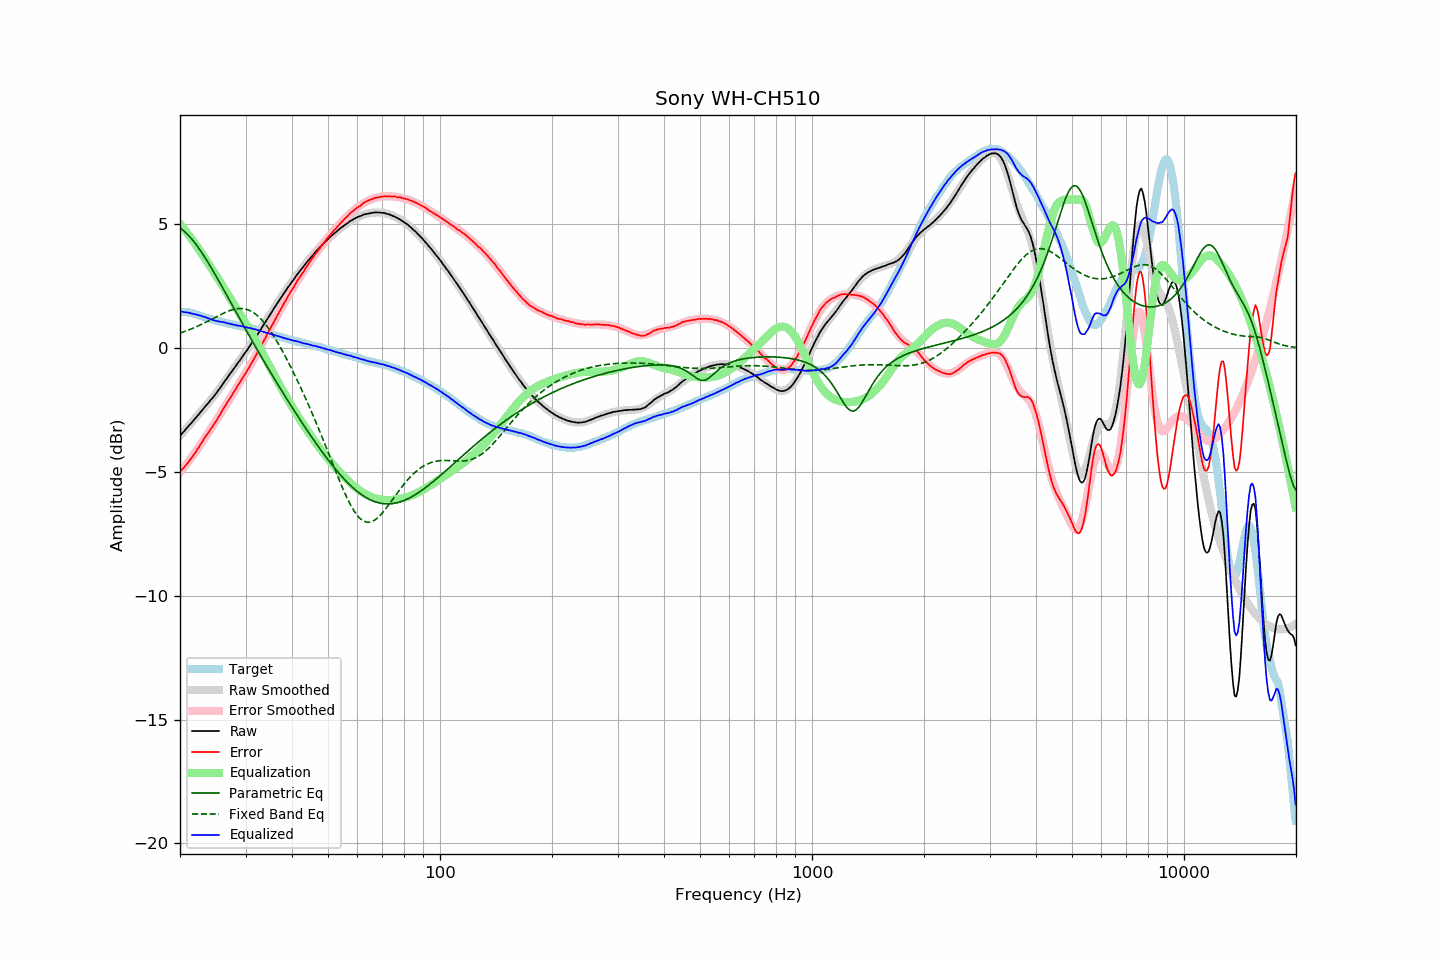 Sony WH-CH510
Amplitude (dBr)
5
0
−5
−10
−15
−20
Target
Raw Smoothed
Error Smoothed
Raw
Error
Equalization
Parametric Eq
Fixed Band Eq
Equalized
100
1000
10000
Frequency (Hz)